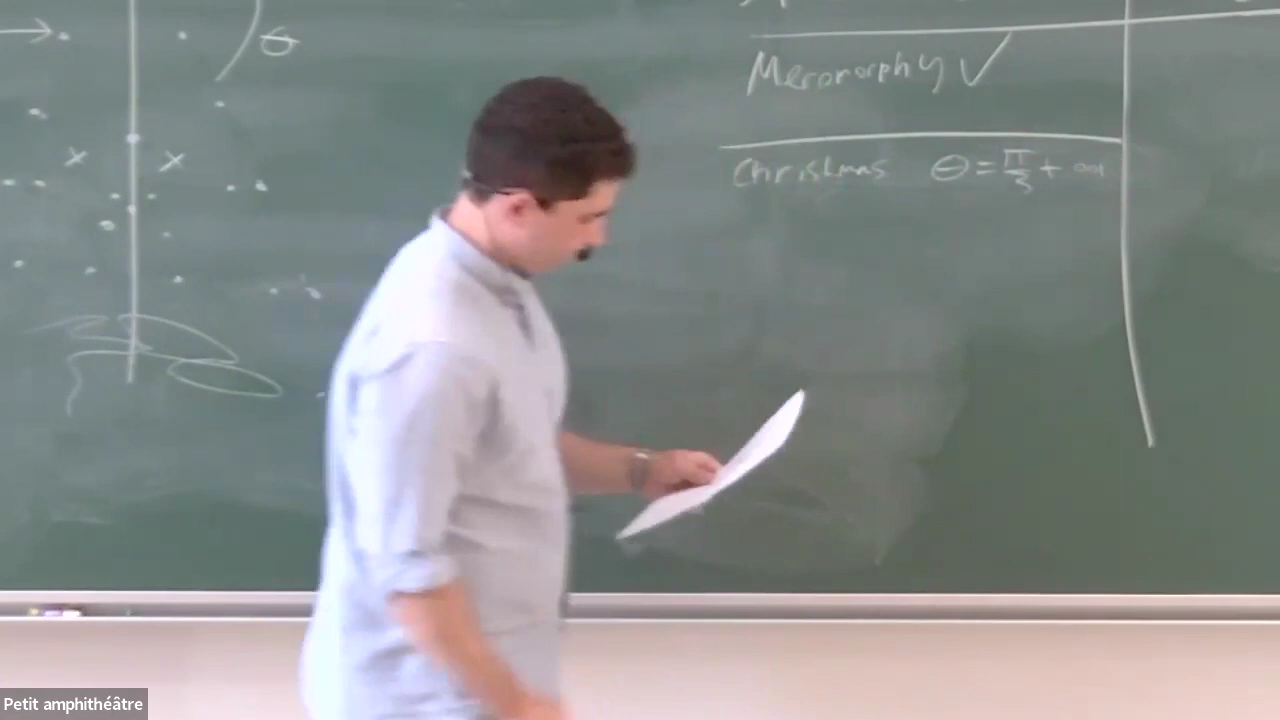 θ
Meromorphy ✓
Christmas θ = π/3 +
Petit amphithéâtre